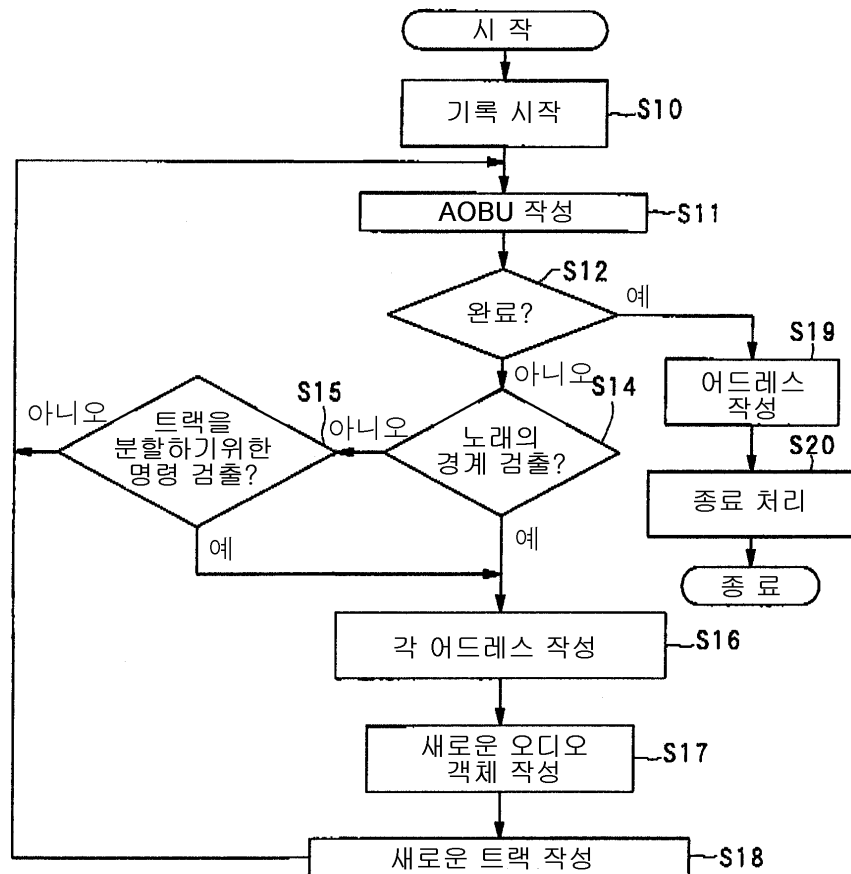 시 작
기록 시작
S10
AOBU 작성
S11
S12
완료?
예
아니오
S19
어드레스
작성
S14
노래의
경계 검출?
아니오
예
S15
트랙을
분할하기위한
명령 검출?
아니오
예
S20
종료 처리
종 료
각 어드레스 작성
S16
새로운 오디오
객체 작성
S17
새로운 트랙 작성
S18